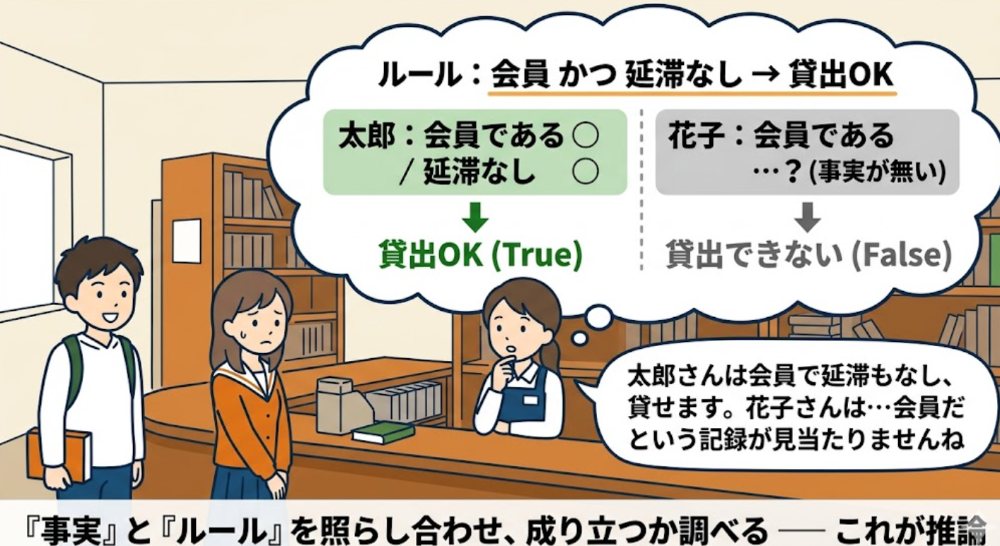 ルール：会員 かつ 延滞なし → 貸出OK
太郎：会員である ○
/ 延滞なし ○
貸出OK (True)
花子：会員である
…？(事実が無い)
貸出できない (False)
太郎さんは会員で延滞もなし、
貸せます。花子さんは…会員だ
という記録が見当たりませんね
『事実』と『ルール』を照らし合わせ、成り立つか調べる ── これが推論